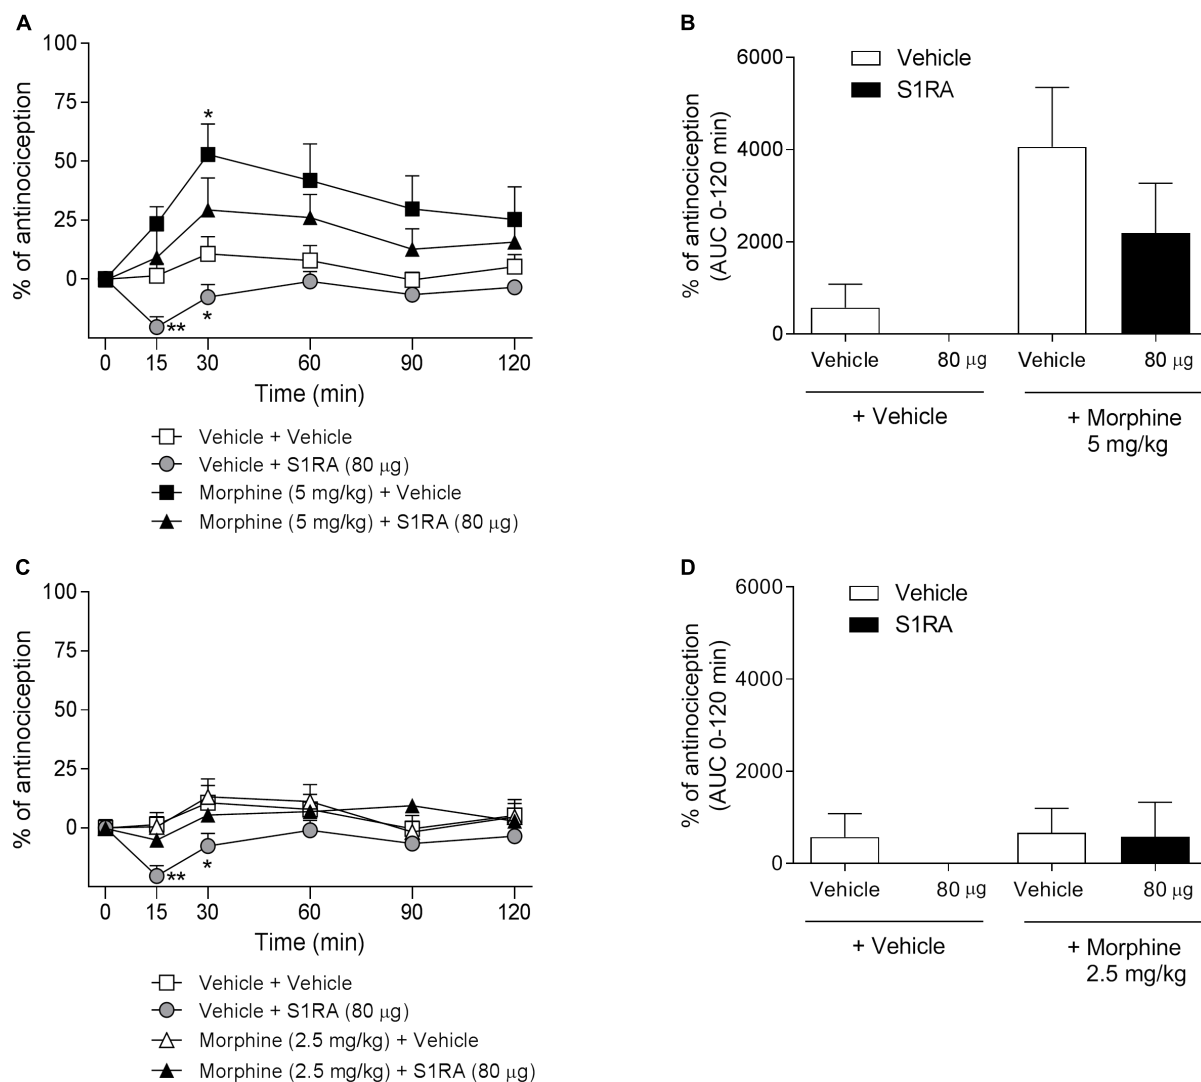 A
% of antinociception
100
75
50
25
0
*
**
*
0 15 30 60 90 120
Time (min)
Vehicle + Vehicle
Vehicle + S1RA (80 µg)
Morphine (5 mg/kg) + Vehicle
Morphine (5 mg/kg) + S1RA (80 µg)
B
% of antinociception
(AUC 0-120 min)
6000
4000
2000
0
Vehicle
S1RA
Vehicle 80 µg Vehicle 80 µg
+ Vehicle + Morphine
5 mg/kg
C
% of antinociception
100
75
50
25
0
**
*
0 15 30 60 90 120
Time (min)
Vehicle + Vehicle
Vehicle + S1RA (80 µg)
Morphine (2.5 mg/kg) + Vehicle
Morphine (2.5 mg/kg) + S1RA (80 µg)
D
% of antinociception
(AUC 0-120 min)
6000
4000
2000
0
Vehicle
S1RA
Vehicle 80 µg Vehicle 80 µg
+ Vehicle + Morphine
2.5 mg/kg